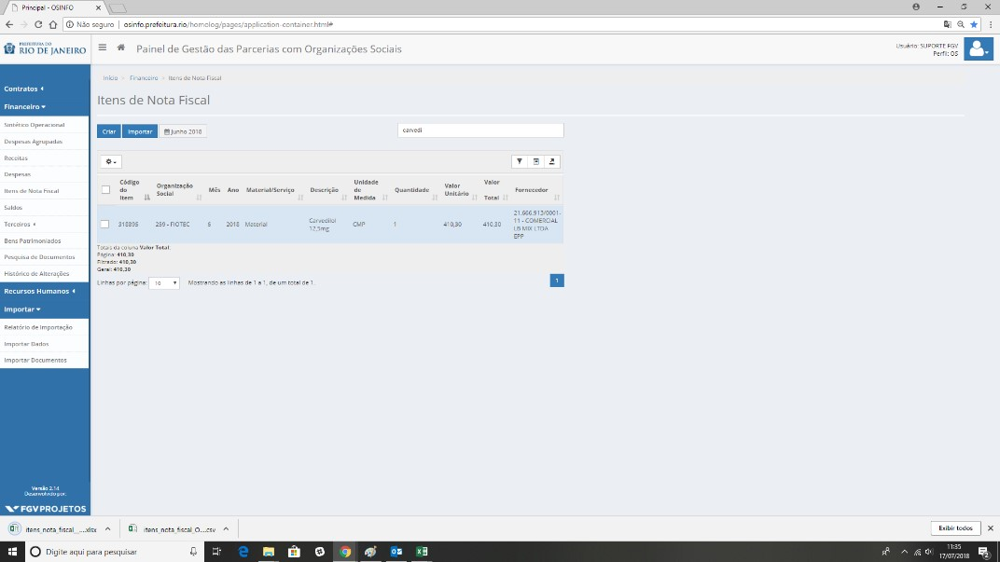 Principal - OSINFO
Não seguro | osinfo.prefeitura.rio/homolog/pages/application-container.html#
PREFEITURA DO
RIO DE JANEIRO
Painel de Gestão das Parcerias com Organizações Sociais
Usuário: SUPORTE FGV
Perfil: OS
Início
Financeiro
Itens de Nota Fiscal
Contratos
Financeiro
Sintético Operacional
Despesas Agrupadas
Receitas
Despesas
Itens de Nota Fiscal
Saldos
Terceiros
Bens Patrimoniados
Pesquisa de Documentos
Histórico de Alterações
Recursos Humanos
Importar
Relatório de Importação
Importar Dados
Importar Documentos
Versão 2.14
Desenvolvido por:
FGV PROJETOS
Itens de Nota Fiscal
Criar
Importar
Junho 2018
carvedi
Código do Item
Organização Social
Mês
Ano
Material/Serviço
Descrição
Unidade de Medida
Quantidade
Valor Unitário
Valor Total
Fornecedor
318895
239 - FIOTEC
6
2018
Material
Carvedilol 12,5mg
CMP
1
410,30
410,30
21.666.913/0001-
11 - COMERCIAL
LB MIX LTDA
EPP
Totais da coluna Valor Total:
Página: 410,30
Filtrado: 410,30
Geral: 410,30
Linhas por página: 10
Mostrando as linhas de 1 a 1, de um total de 1.
1
itens_nota_fiscal_....xlsx
itens_nota_fiscal_O....csv
Exibir todos
Digite aqui para pesquisar
11:35
17/07/2018